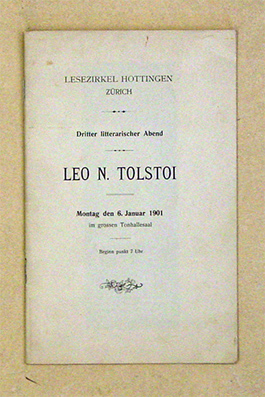 LESEZIRKEL HOTTINGEN
ZÜRICH
Dritter litterarischer Abend
LEO N. TOLSTOI
Montag den 6. Januar 1901
im grossen Tonhallesaal
Beginn punkt 7 Uhr